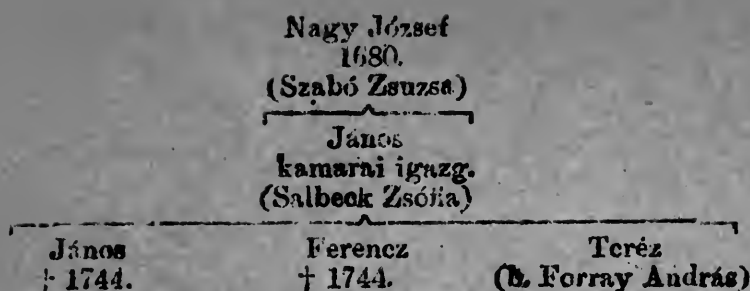 Nagy József
1680.
(Szabó Zsuzsa)
János
kamarai igazg.
(Salbeck Zsófia)
János Ferencz Teréz
† 1744. † 1744. (b. Forray András)